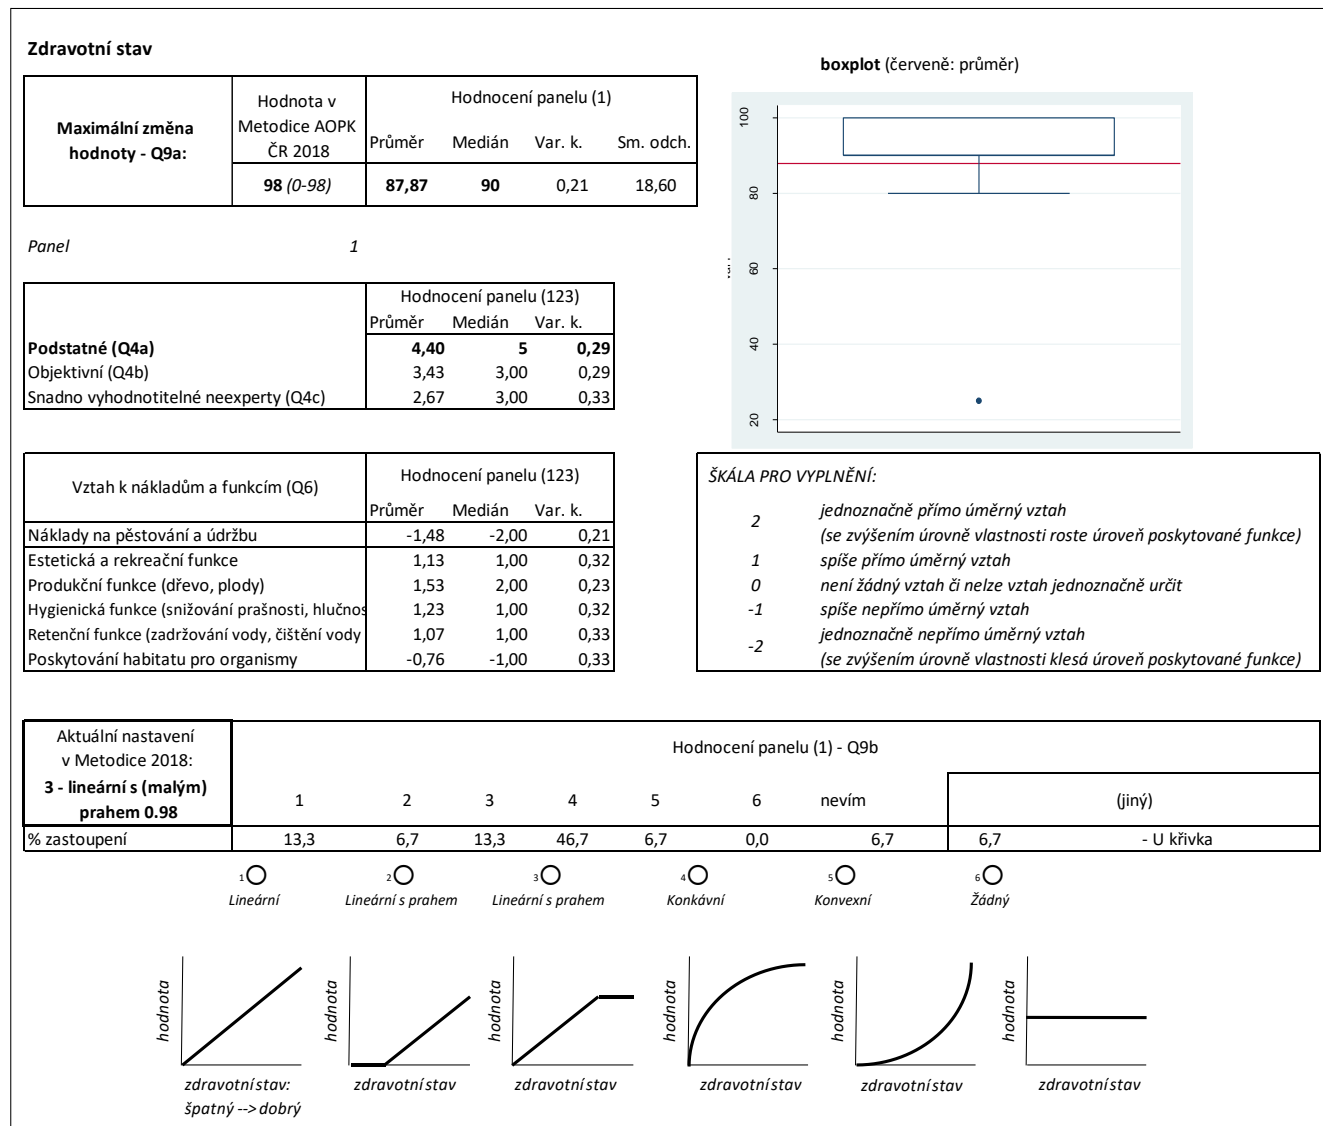 Zdravotní stav
boxplot (červeně: průměr)
Maximální změna
hodnoty - Q9a:
Hodnota v
Metodice AOPK
ČR 2018
Hodnocení panelu (1)
Průměr Medián Var. k. Sm. odch.
98 (0-98) 87,87 90 0,21 18,60
100
80
60
40
20
Panel 1
Hodnocení panelu (123)
Průměr Medián Var. k.
Podstatné (Q4a) 4,40 5 0,29
Objektivní (Q4b) 3,43 3,00 0,29
Snadno vyhodnotitelné neexperty (Q4c) 2,67 3,00 0,33
Vztah k nákladům a funkcím (Q6)
Hodnocení panelu (123)
Průměr Medián Var. k.
Náklady na pěstování a údržbu -1,48 -2,00 0,21
Estetická a rekreační funkce 1,13 1,00 0,32
Produkční funkce (dřevo, plody) 1,53 2,00 0,23
Hygienická funkce (snižování prašnosti, hlučnos 1,23 1,00 0,32
Retenční funkce (zadržování vody, čištění vody 1,07 1,00 0,33
Poskytování habitatu pro organismy -0,76 -1,00 0,33
ŠKÁLA PRO VYPLNĚNÍ:
2 jednoznačně přímo úměrný vztah
(se zvýšením úrovně vlastnosti roste úroveň poskytované funkce)
1 spíše přímo úměrný vztah
0 není žádný vztah či nelze vztah jednoznačně určit
-1 spíše nepřímo úměrný vztah
-2 jednoznačně nepřímo úměrný vztah
(se zvýšením úrovně vlastnosti klesá úroveň poskytované funkce)
Aktuální nastavení
v Metodice 2018:
3 - lineární s (malým)
prahem 0.98
Hodnocení panelu (1) - Q9b
1 2 3 4 5 6 nevím (jiný)
% zastoupení 13,3 6,7 13,3 46,7 6,7 0,0 6,7 6,7 - U křivka
1 2 3 4 5 6
Lineární Lineární s prahem Lineární s prahem Konkávní Konvexní Žádný
hodnota hodnota hodnota hodnota hodnota hodnota
zdravotní stav: zdravotní stav zdravotní stav zdravotní stav zdravotní stav zdravotní stav
špatný --> dobrý